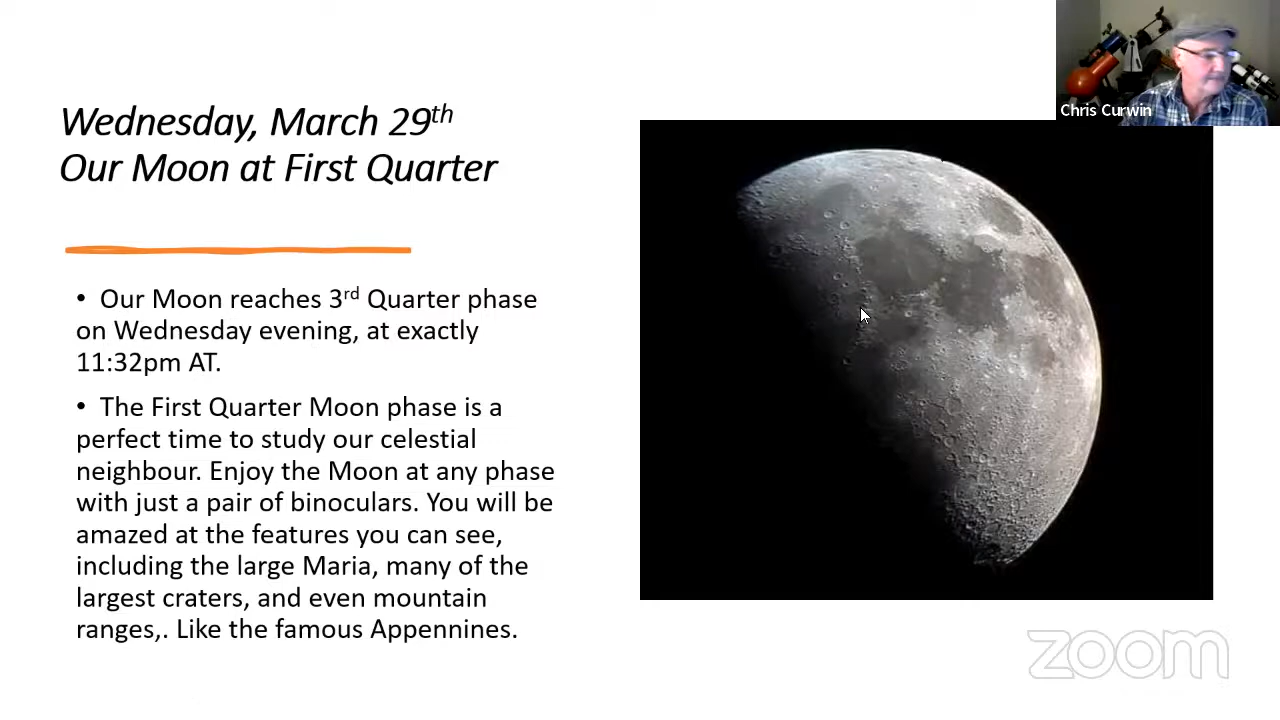 Wednesday, March 29th
Our Moon at First Quarter
• Our Moon reaches 3rd Quarter phase
on Wednesday evening, at exactly
11:32pm AT.
• The First Quarter Moon phase is a
perfect time to study our celestial
neighbour. Enjoy the Moon at any phase
with just a pair of binoculars. You will be
amazed at the features you can see,
including the large Maria, many of the
largest craters, and even mountain
ranges,. Like the famous Appennines.
Chris Curwin
zoom